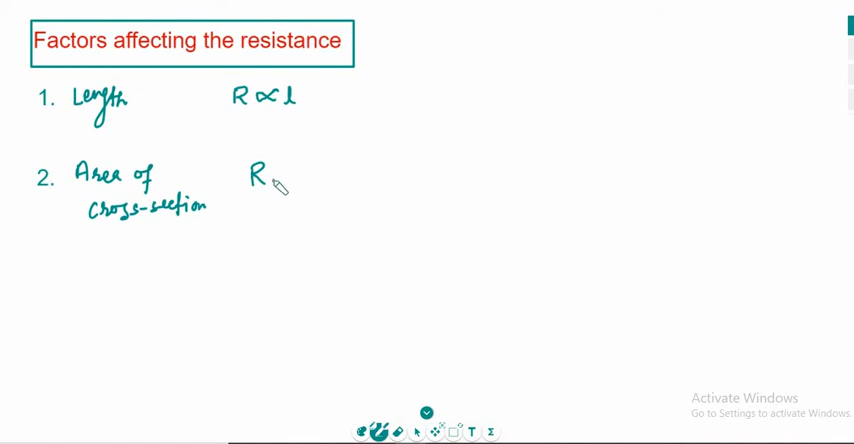 Factors affecting the resistance
1. Length R ∝ l
2. Area of R
cross-section
Activate Windows
Go to Settings to activate Windows.
T Σ